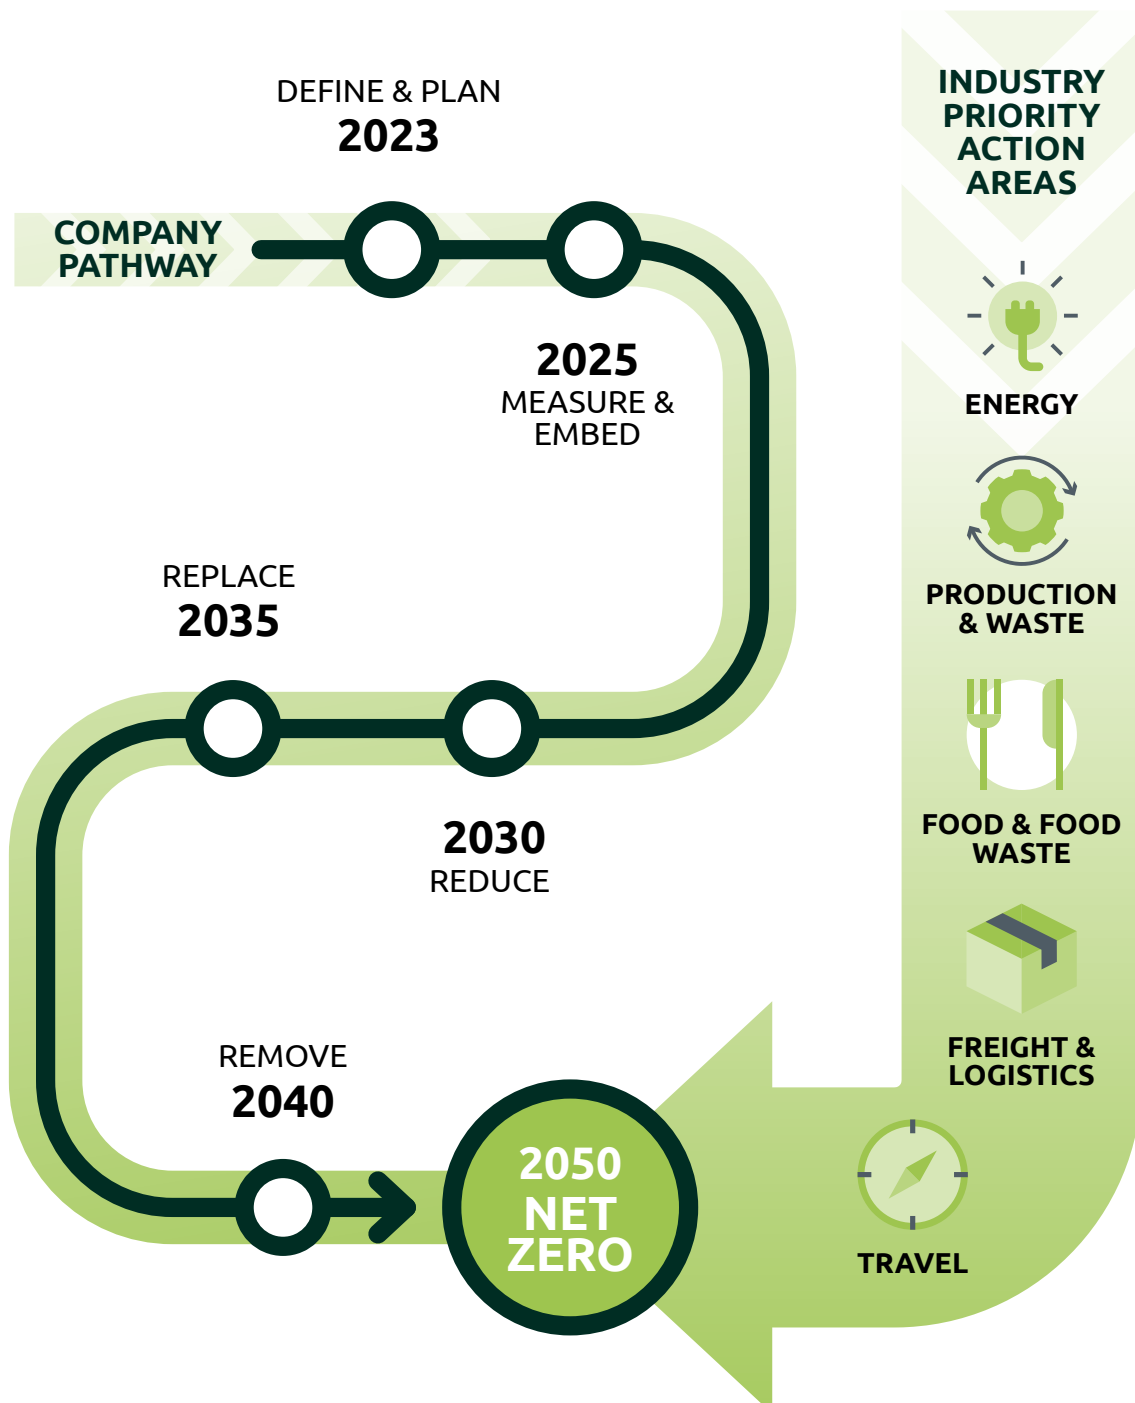 DEFINE & PLAN
2023
COMPANY
PATHWAY
2025
MEASURE &
EMBED
REPLACE
2035
2030
REDUCE
REMOVE
2040
2050
NET
ZERO
INDUSTRY
PRIORITY
ACTION
AREAS
ENERGY
PRODUCTION
& WASTE
FOOD & FOOD
WASTE
FREIGHT &
LOGISTICS
TRAVEL